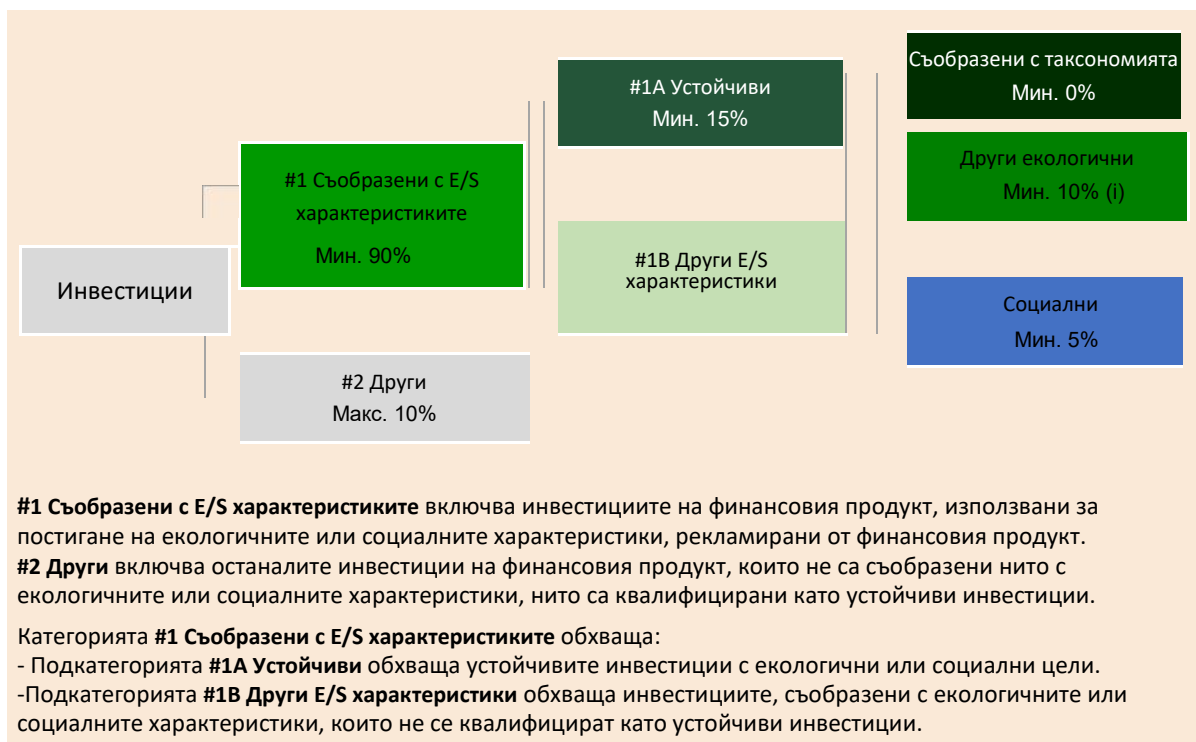 Инвестиции
#1 Съобразени с E/S
характеристиките
Мин. 90%
#2 Други
Макс. 10%
#1A Устойчиви
Мин. 15%
#1B Други E/S
характеристики
Съобразени с таксономията
Мин. 0%
Други екологични
Мин. 10% (i)
Социални
Мин. 5%
#1 Съобразени с E/S характеристиките включва инвестициите на финансовия продукт, използвани за
постигане на екологичните или социалните характеристики, рекламирани от финансовия продукт.
#2 Други включва останалите инвестиции на финансовия продукт, които не са съобразени нито с
екологичните или социалните характеристики, нито са квалифицирани като устойчиви инвестиции.
Категорията #1 Съобразени с E/S характеристиките обхваща:
- Подкатегорията #1A Устойчиви обхваща устойчивите инвестиции с екологични или социални цели.
-Подкатегорията #1B Други E/S характеристики обхваща инвестициите, съобразени с екологичните или
социалните характеристики, които не се квалифицират като устойчиви инвестиции.